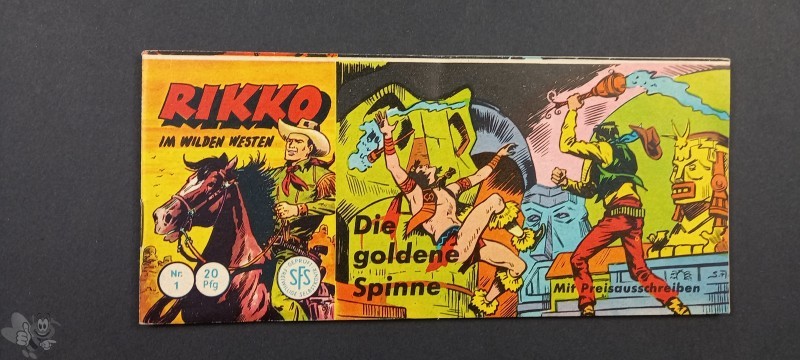 RIKKO
IM WILDEN WESTEN
Nr. 1
20 Pfg
SFS
Die goldene Spinne
Mit Preisausschreiben